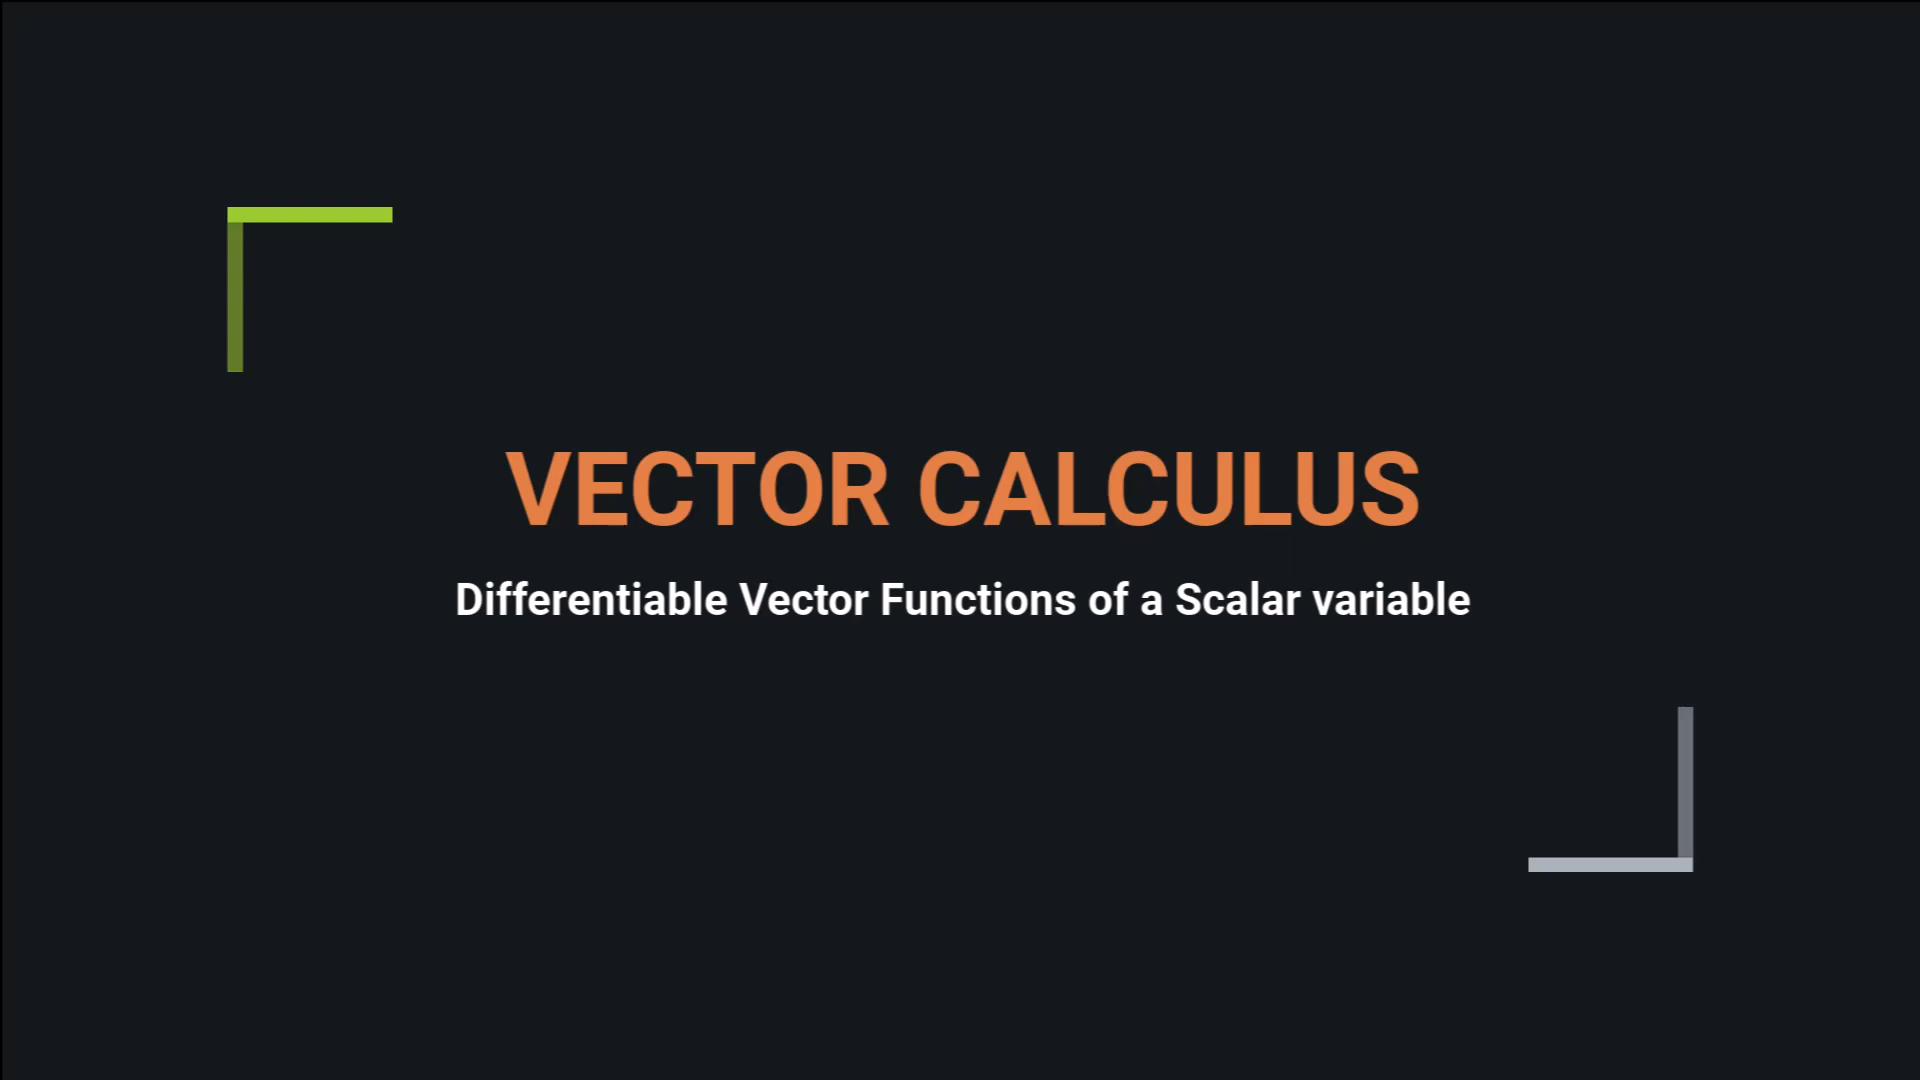 VECTOR CALCULUS
Differentiable Vector Functions of a Scalar variable